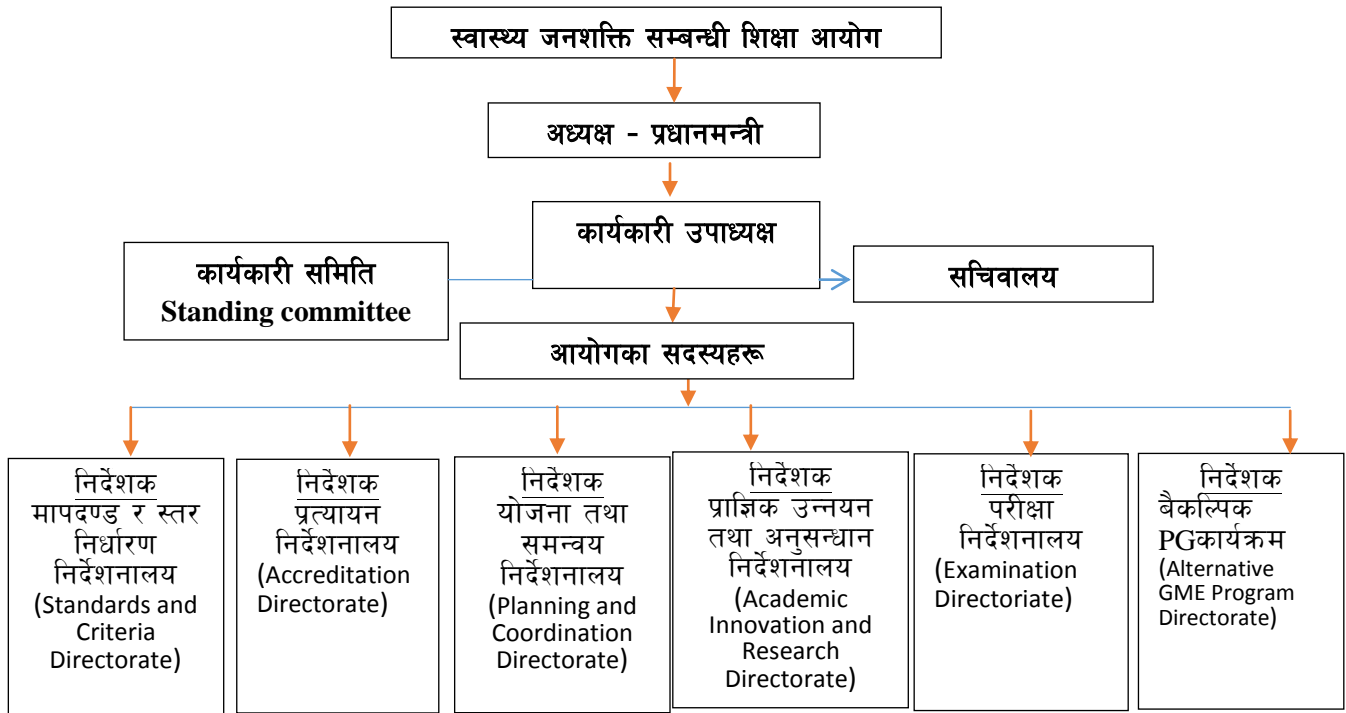 स्वास्थ्य जनशक्ति सम्बन्धी शिक्षा आयोग
अध्यक्ष - प्रधानमन्त्री
कार्यकारी उपाध्यक्ष
कार्यकारी समिति
Standing committee
सचिवालय
आयोगका सदस्यहरू
निर्देशक
मापदण्ड र स्तर
निर्धारण
निर्देशनालय
(Standards and
Criteria
Directorate)
निर्देशक
प्रत्यायन
निर्देशनालय
(Accreditation
Directorate)
निर्देशक
योजना तथा
समन्वय
निर्देशनालय
(Planning and
Coordination
Directorate)
निर्देशक
प्राज्ञिक उन्नयन
तथा अनुसन्धान
निर्देशनालय
(Academic
Innovation and
Research
Directorate)
निर्देशक
परीक्षा
निर्देशनालय
(Examination
Directoriate)
निर्देशक
बैकल्पिक
PGकार्यक्रम
(Alternative
GME Program
Directorate)